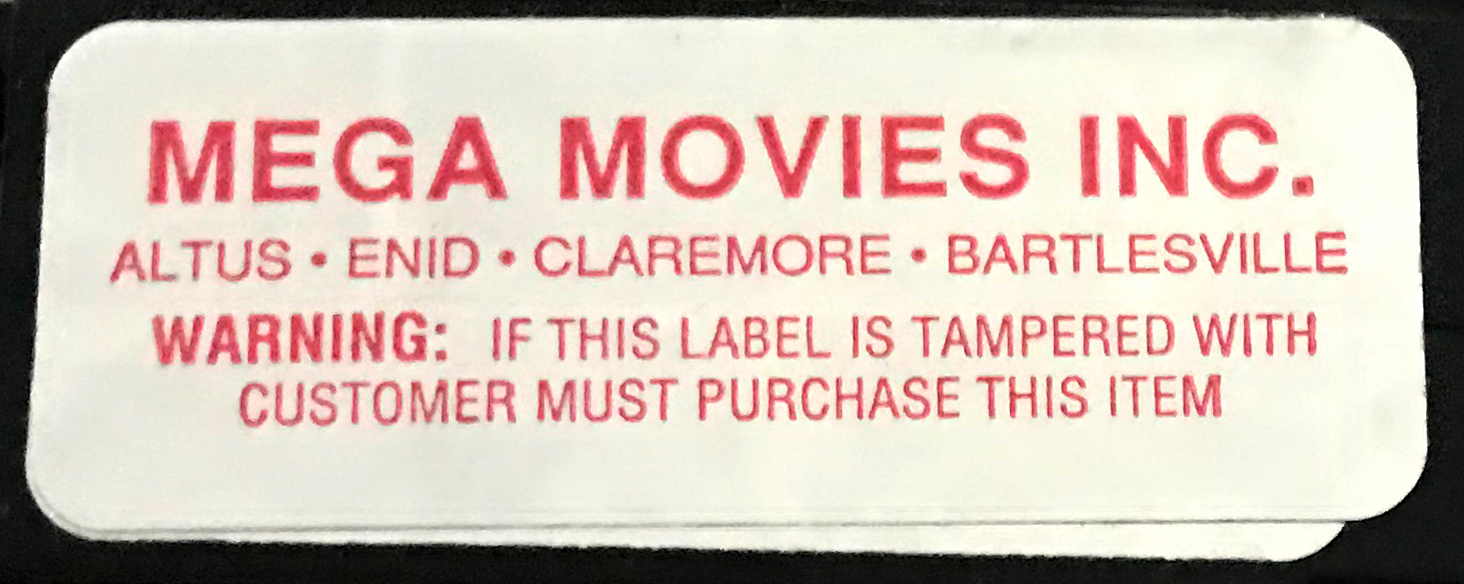 MEGA MOVIES INC.
ALTUS • ENID • CLAREMORE • BARTLESVILLE
WARNING: IF THIS LABEL IS TAMPERED WITH
CUSTOMER MUST PURCHASE THIS ITEM